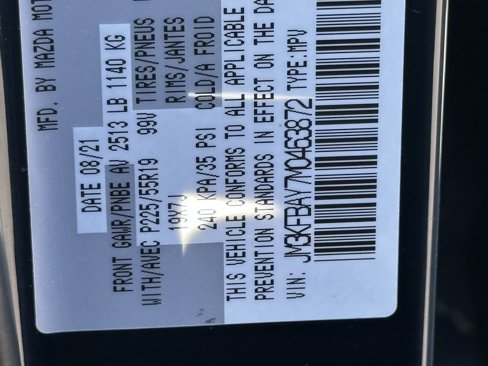 MFD. BY MAZDA MOT
DATE 08/21
FRONT GAWR/PNBE AV 2513 LB 1140 KG
WITH/AVEC P225/55R19 99V TIRES/PNEUS
19X7J RIMS/JANTES
240 KPA/35 PSI COLD/A FROID
THIS VEHICLE CONFORMS TO ALL APPLICABLE
PREVENTION STANDARDS IN EFFECT ON THE DA
VIN: JM3KFBAY7M0463872 TYPE:MPV